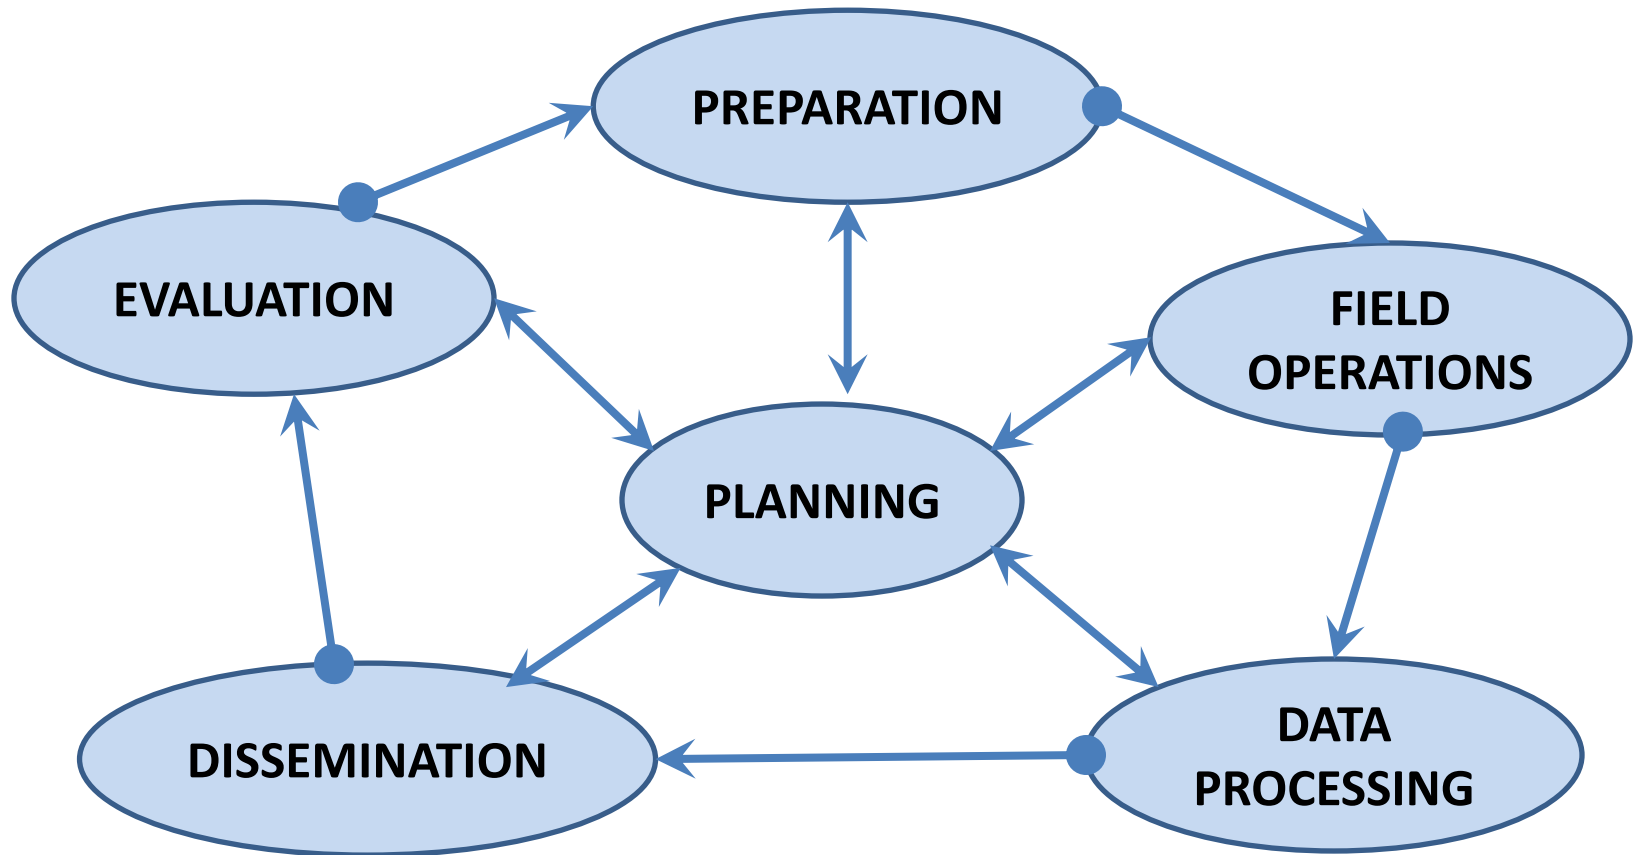 PREPARATION
EVALUATION
FIELD
OPERATIONS
PLANNING
DISSEMINATION
DATA
PROCESSING